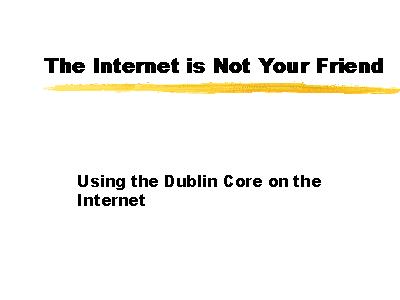 The Internet is Not Your Friend
Using the Dublin Core on the
Internet